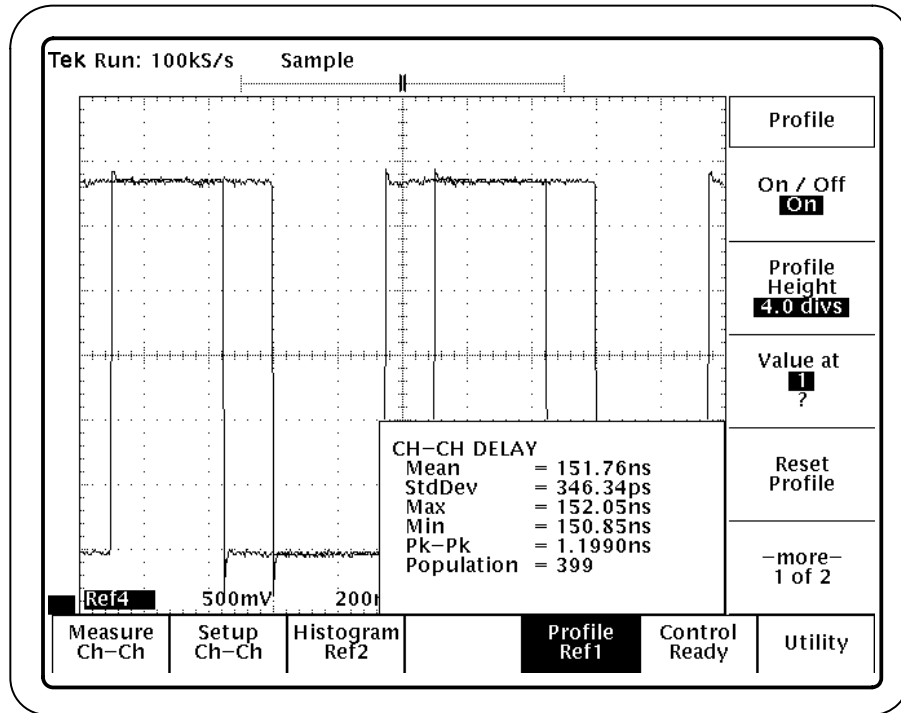 Tek Run: 100kS/s Sample
Profile
On / Off
On
Profile
Height
4.0 divs
Value at
1
?
Reset
Profile
−more−
1 of 2
CH−CH DELAY
Mean = 151.76ns
StdDev = 346.34ps
Max = 152.05ns
Min = 150.85ns
Pk−Pk = 1.1990ns
Population = 399
Ref4 500mV
Measure
Ch−Ch
Setup
Ch−Ch
Histogram
Ref2
Profile
Ref1
Control
Ready
Utility